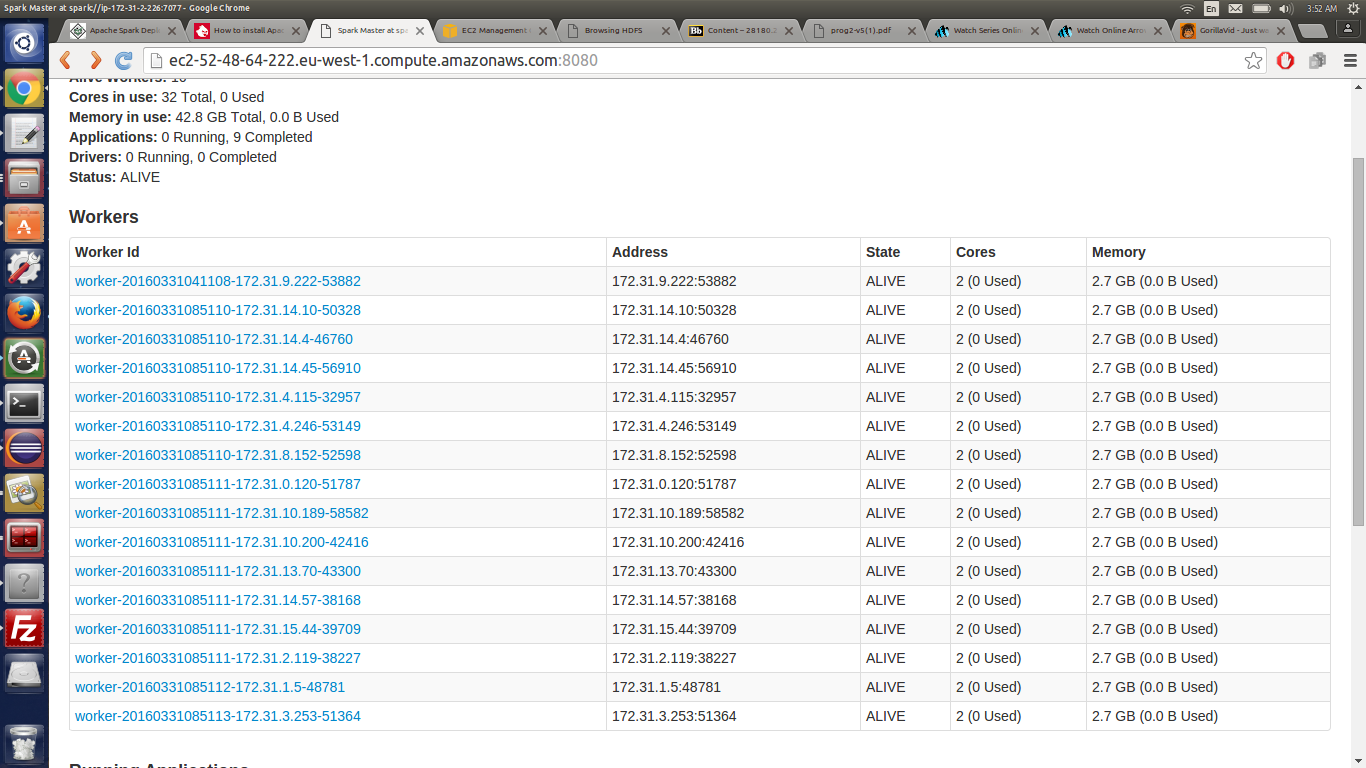 Spark Master at spark://ip-172-31-2-226:7077 - Google Chrome
En
3:52 AM
Apache Spark Depl
How to install Apac
Spark Master at spa
EC2 Management
Browsing HDFS
Bb
Content – 28180.2
prog2-v5(1).pdf
Watch Series Onlin
Watch Online Arro
GorillaVid - Just wa
ec2-52-48-64-222.eu-west-1.compute.amazonaws.com:8080
Alive Workers: 16
Cores in use: 32 Total, 0 Used
Memory in use: 42.8 GB Total, 0.0 B Used
Applications: 0 Running, 9 Completed
Drivers: 0 Running, 0 Completed
Status: ALIVE
Workers
Worker Id Address State Cores Memory
worker-20160331041108-172.31.9.222-53882 172.31.9.222:53882 ALIVE 2 (0 Used) 2.7 GB (0.0 B Used)
worker-20160331085110-172.31.14.10-50328 172.31.14.10:50328 ALIVE 2 (0 Used) 2.7 GB (0.0 B Used)
worker-20160331085110-172.31.14.4-46760 172.31.14.4:46760 ALIVE 2 (0 Used) 2.7 GB (0.0 B Used)
worker-20160331085110-172.31.14.45-56910 172.31.14.45:56910 ALIVE 2 (0 Used) 2.7 GB (0.0 B Used)
worker-20160331085110-172.31.4.115-32957 172.31.4.115:32957 ALIVE 2 (0 Used) 2.7 GB (0.0 B Used)
worker-20160331085110-172.31.4.246-53149 172.31.4.246:53149 ALIVE 2 (0 Used) 2.7 GB (0.0 B Used)
worker-20160331085110-172.31.8.152-52598 172.31.8.152:52598 ALIVE 2 (0 Used) 2.7 GB (0.0 B Used)
worker-20160331085111-172.31.0.120-51787 172.31.0.120:51787 ALIVE 2 (0 Used) 2.7 GB (0.0 B Used)
worker-20160331085111-172.31.10.189-58582 172.31.10.189:58582 ALIVE 2 (0 Used) 2.7 GB (0.0 B Used)
worker-20160331085111-172.31.10.200-42416 172.31.10.200:42416 ALIVE 2 (0 Used) 2.7 GB (0.0 B Used)
worker-20160331085111-172.31.13.70-43300 172.31.13.70:43300 ALIVE 2 (0 Used) 2.7 GB (0.0 B Used)
worker-20160331085111-172.31.14.57-38168 172.31.14.57:38168 ALIVE 2 (0 Used) 2.7 GB (0.0 B Used)
worker-20160331085111-172.31.15.44-39709 172.31.15.44:39709 ALIVE 2 (0 Used) 2.7 GB (0.0 B Used)
worker-20160331085111-172.31.2.119-38227 172.31.2.119:38227 ALIVE 2 (0 Used) 2.7 GB (0.0 B Used)
worker-20160331085112-172.31.1.5-48781 172.31.1.5:48781 ALIVE 2 (0 Used) 2.7 GB (0.0 B Used)
worker-20160331085113-172.31.3.253-51364 172.31.3.253:51364 ALIVE 2 (0 Used) 2.7 GB (0.0 B Used)
Running Applications